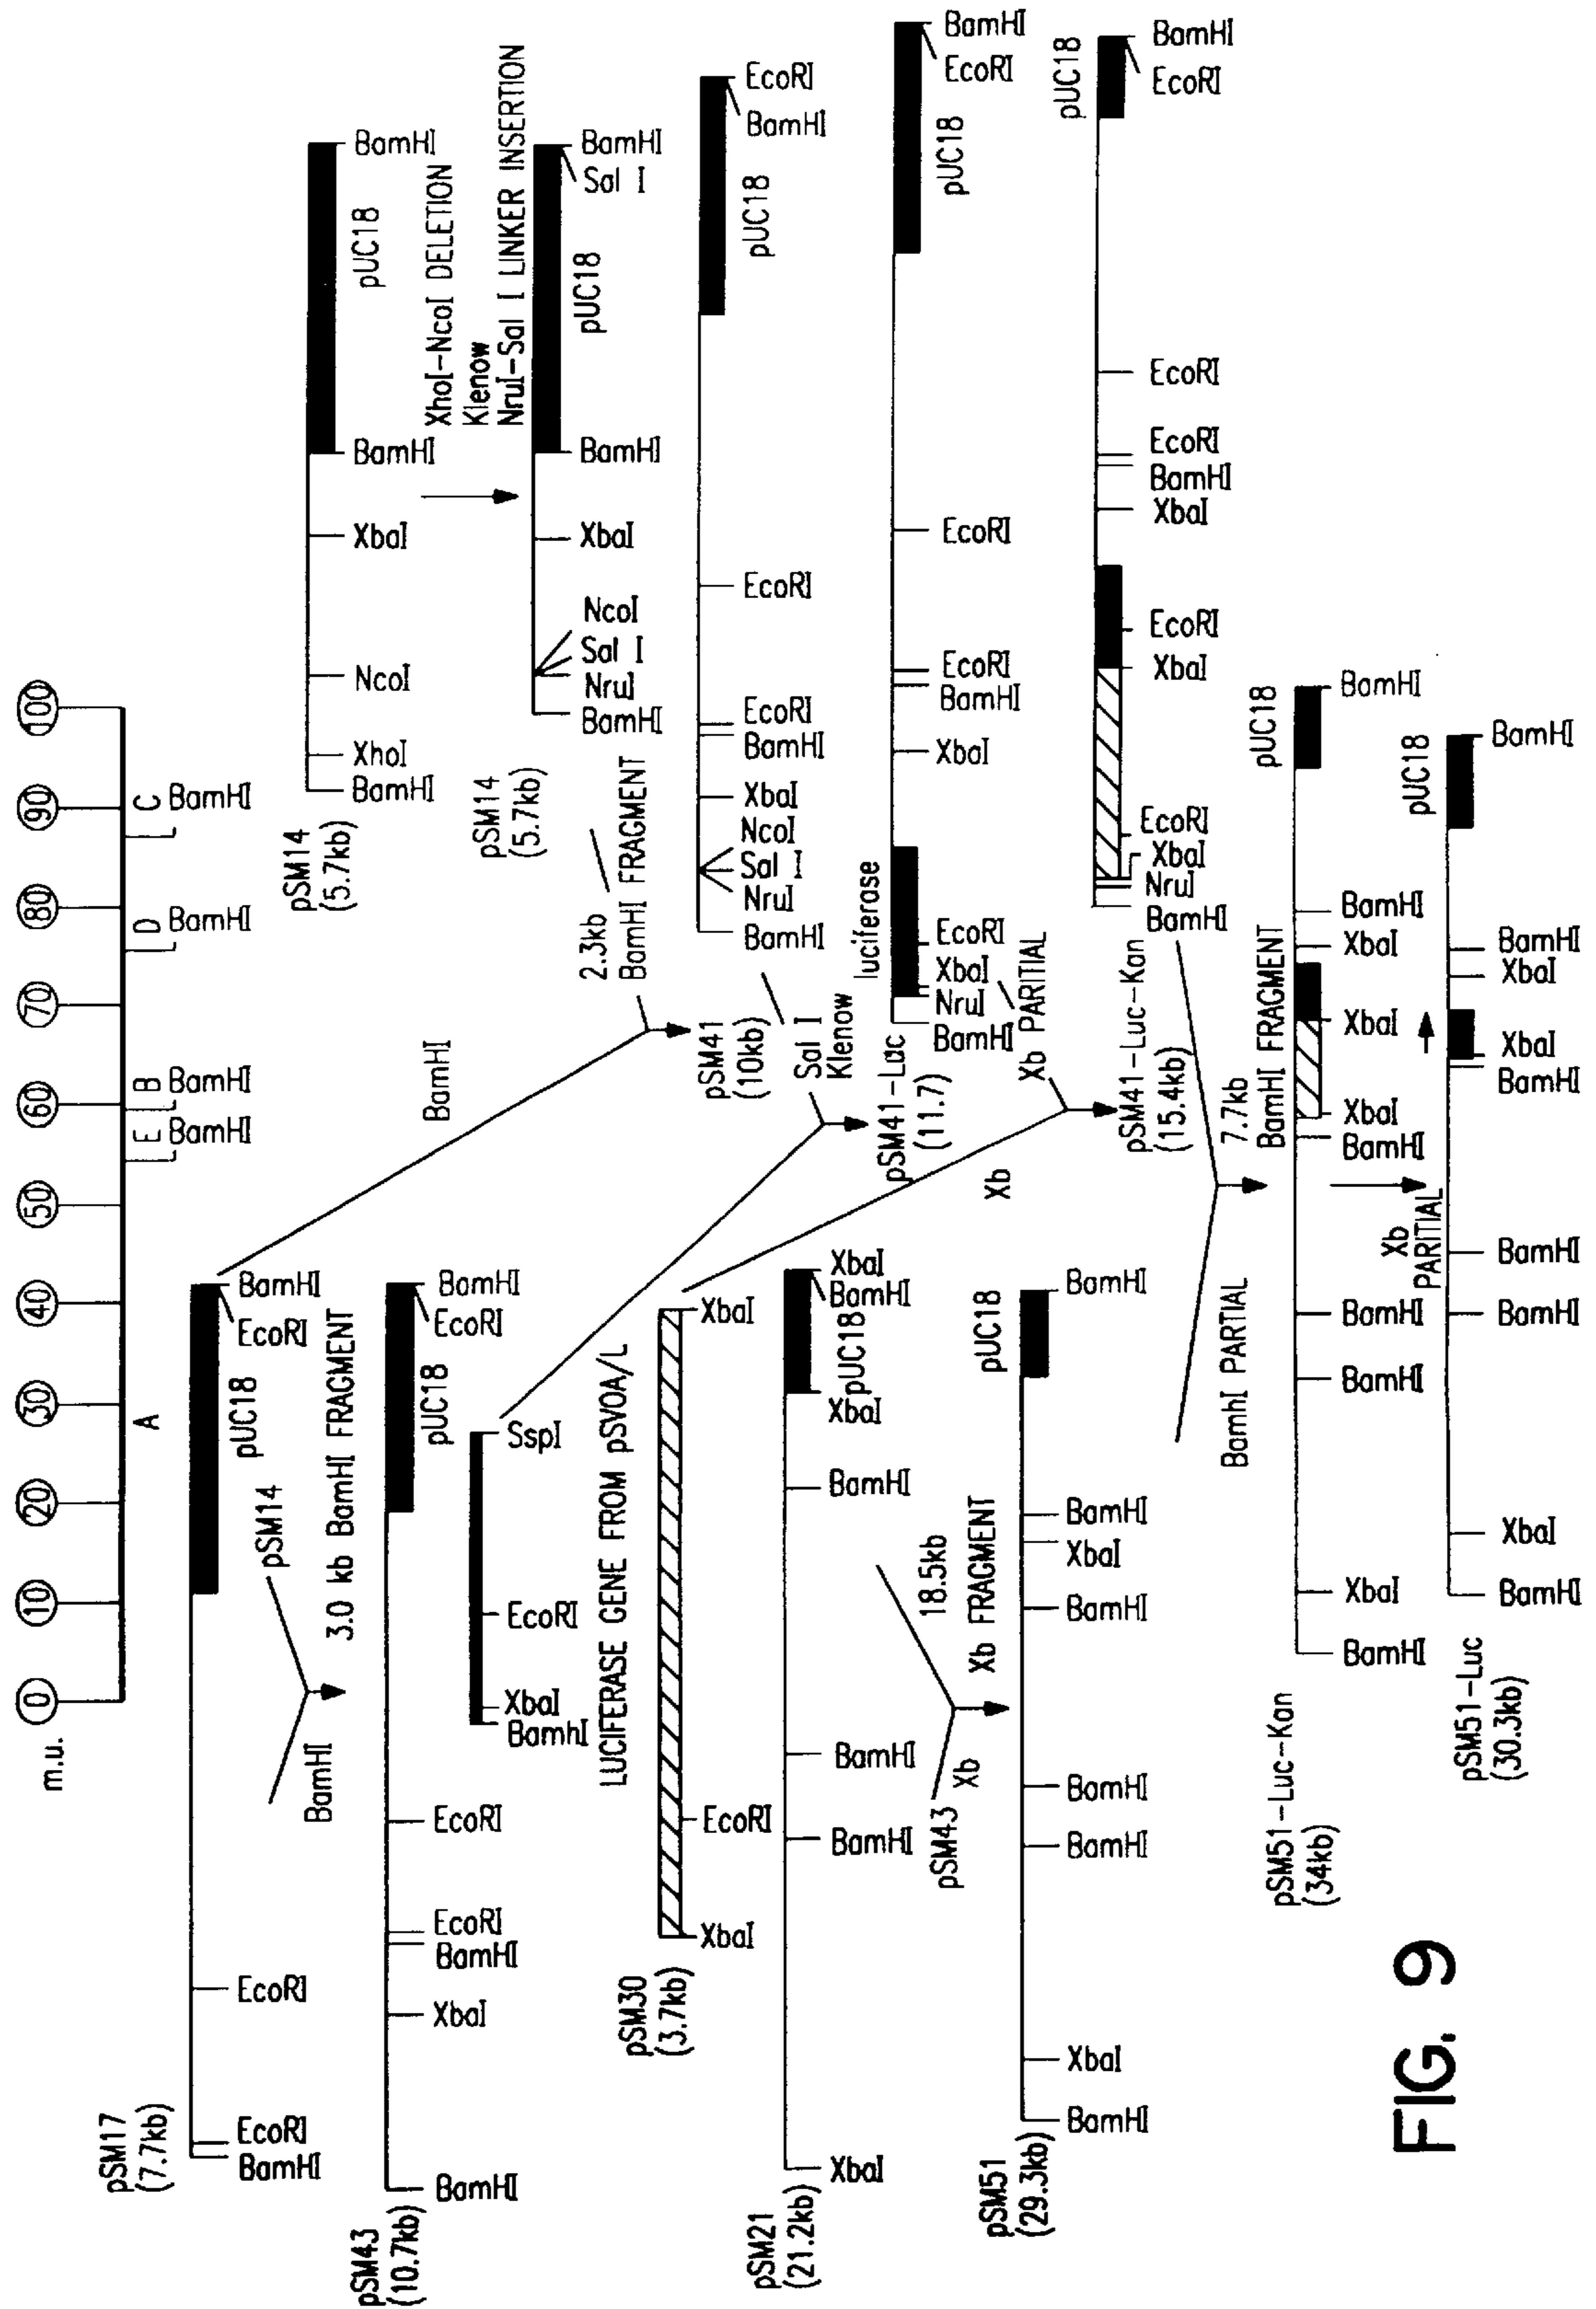 m.u.
0
10
20
30
40
50
60
70
80
90
100
A
E
B
D
C
BamHI
BamHI
BamHI
BamHI
pSM17
(7.7kb)
BamHI
EcoRI
EcoRI
pUC18
EcoRI
BamHI
pSM14
(5.7kb)
BamHI
XhoI
NcoI
XbaI
BamHI
pUC18
BamHI
BamHI
pSM14
3.0 kb BamHI FRAGMENT
XhoI-NcoI DELETION
Klenow
NruI-Sal I LINKER INSERTION
pSM43
(10.7kb)
BamHI
XbaI
BamHI
EcoRI
EcoRI
pUC18
EcoRI
BamHI
pSM14
(5.7kb)
BamHI
NruI
Sal I
NcoI
XbaI
BamHI
pUC18
Sal I
BamHI
BamHI
2.3kb
BamHI FRAGMENT
BamhI
XbaI
EcoRI
SspI
LUCIFERASE GENE FROM pSVOA/L
pSM41
(10kb)
BamHI
NruI
Sal I
NcoI
XbaI
BamHI
EcoRI
EcoRI
pUC18
BamHI
EcoRI
pSM30
(3.7kb)
XbaI
EcoRI
XbaI
Sal I
Klenow
pSM21
(21.2kb)
XbaI
BamHI
BamHI
BamHI
XbaI
pUC18
BamHI
XbaI
pSM41-Lac
(11.7)
luciferase
BamHI
NruI
XbaI
EcoRI
XbaI
BamHI
EcoRI
EcoRI
pUC18
EcoRI
BamHI
pSM43
Xb
18.5kb
Xb FRAGMENT
Xb
Xb PARITIAL
pSM51
(29.3kb)
BamHI
XbaI
BamHI
BamHI
BamHI
XbaI
BamHI
pUC18
BamHI
pSM41-Luc-Kan
(15.4kb)
BamHI
NruI
XbaI
EcoRI
XbaI
EcoRI
XbaI
BamHI
EcoRI
EcoRI
pUC18
EcoRI
BamHI
BamhI PARTIAL
7.7kb
BamHI FRAGMENT
pSM51-Luc-Kan
(34kb)
BamHI
XbaI
BamHI
BamHI
BamHI
XbaI
XbaI
XbaI
BamHI
pUC18
BamHI
Xb
PARITIAL
pSM51-Luc
(30.3kb)
BamHI
XbaI
BamHI
BamHI
BamHI
XbaI
XbaI
BamHI
pUC18
BamHI
FIG. 9